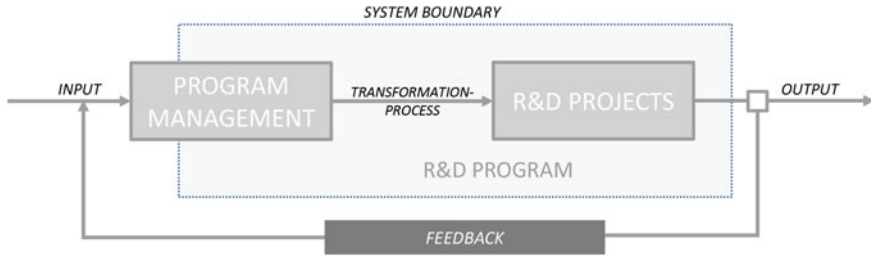 SYSTEM BOUNDARY
INPUT
PROGRAM
MANAGEMENT
TRANSFORMATION-
PROCESS
R&D PROJECTS
OUTPUT
R&D PROGRAM
FEEDBACK